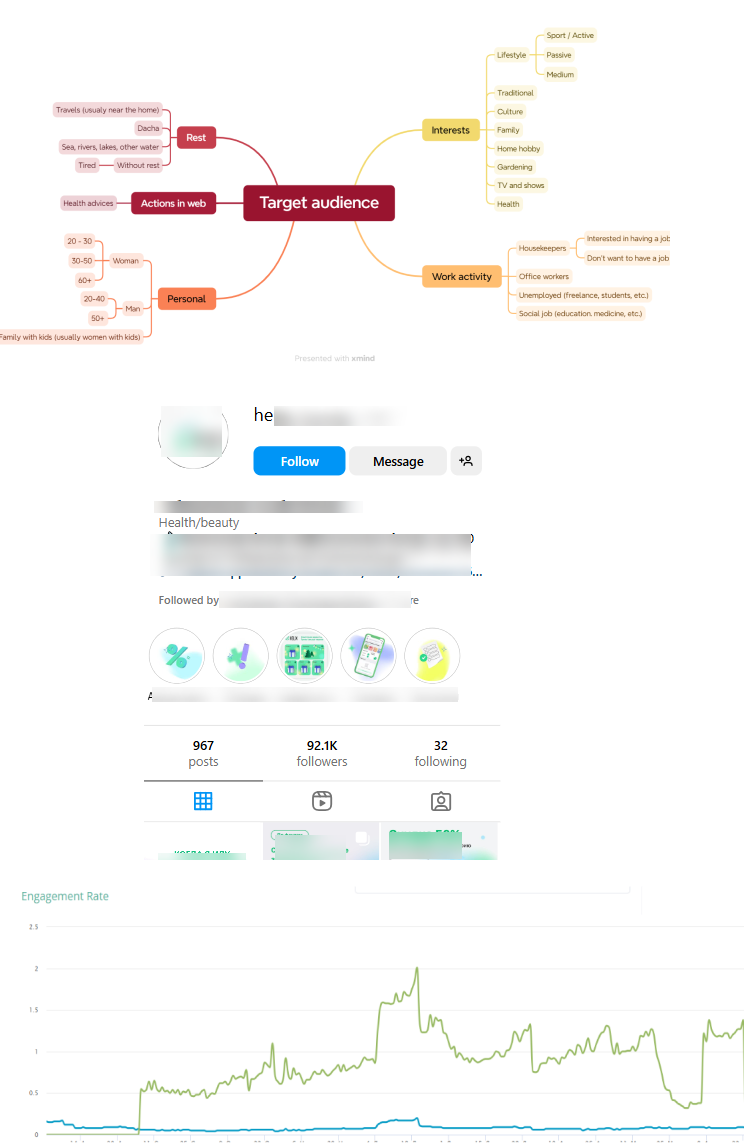 Sport / Active
Lifestyle
Passive
Medium
Travels (usualy near the home)
Traditional
Dacha
Culture
Rest
Interests
Family
Sea, rivers, lakes, other water
Home hobby
Tired
Without rest
Gardening
TV and shows
Health advices
Actions in web
Target audience
Health
20 - 30
Interested in having a job
Housekeepers
30-50
Woman
Don't want to have a job
60+
Work activity
Office workers
20-40
Personal
Unemployed (freelance, students, etc.)
Man
50+
Social job (education. medicine, etc.)
Family with kids (usually women with kids)
Presented with xmind
he
Follow
Message
Health/beauty
Followed by
re
967
92.1K
32
posts
followers
following
Engagement Rate
2.5
2
1.5
1
0.5
0